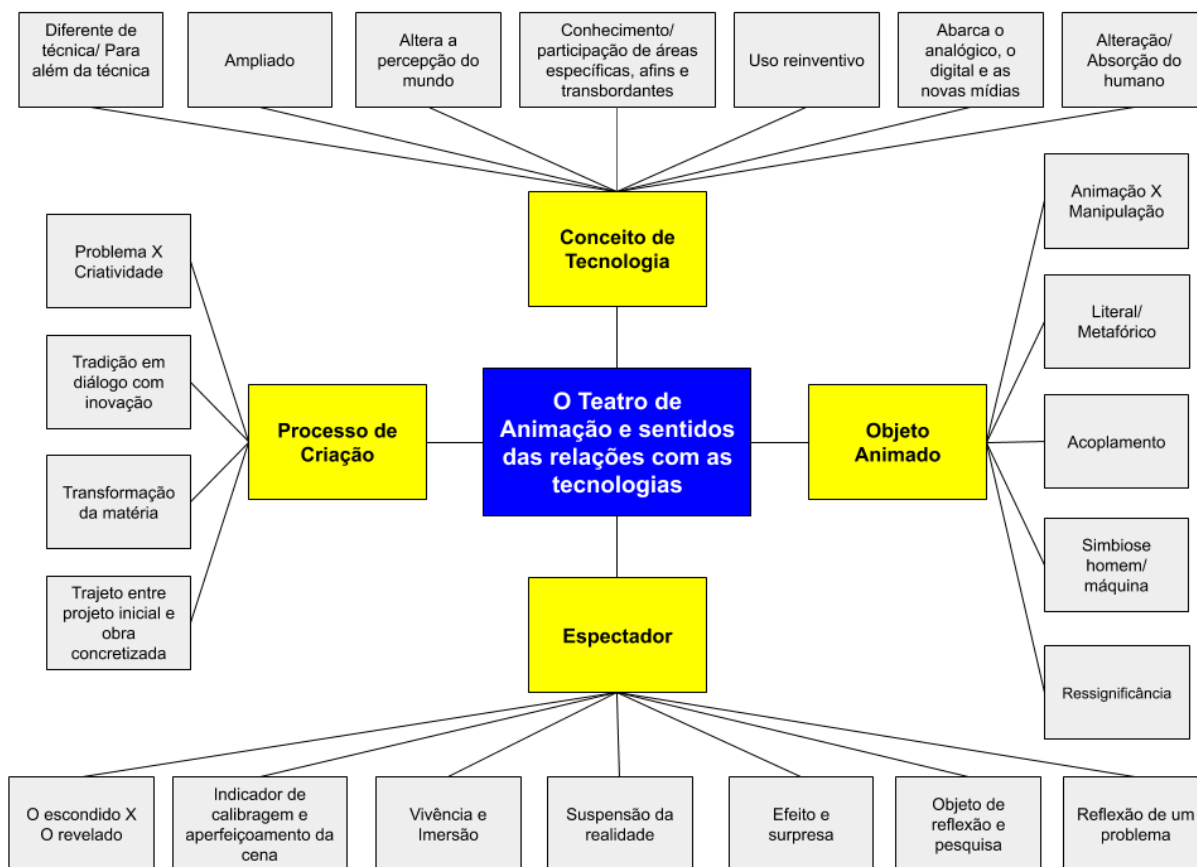 Diferente de
técnica/ Para
além da técnica
Ampliado
Altera a
percepção do
mundo
Conhecimento/
participação de áreas
específicas, afins e
transbordantes
Uso reinventivo
Abarca o
analógico, o
digital e as
novas mídias
Alteração/
Absorção do
humano
Conceito de
Tecnologia
Problema X
Criatividade
Tradição em
diálogo com
inovação
Transformação
da matéria
Trajeto entre
projeto inicial e
obra
concretizada
Processo de
Criação
O Teatro de
Animação e sentidos
das relações com as
tecnologias
Objeto
Animado
Animação X
Manipulação
Literal/
Metafórico
Acoplamento
Simbiose
homem/
máquina
Ressignificância
Espectador
O escondido X
O revelado
Indicador de
calibragem e
aperfeiçoamento da
cena
Vivência e
Imersão
Suspensão da
realidade
Efeito e
surpresa
Objeto de
reflexão e
pesquisa
Reflexão de um
problema